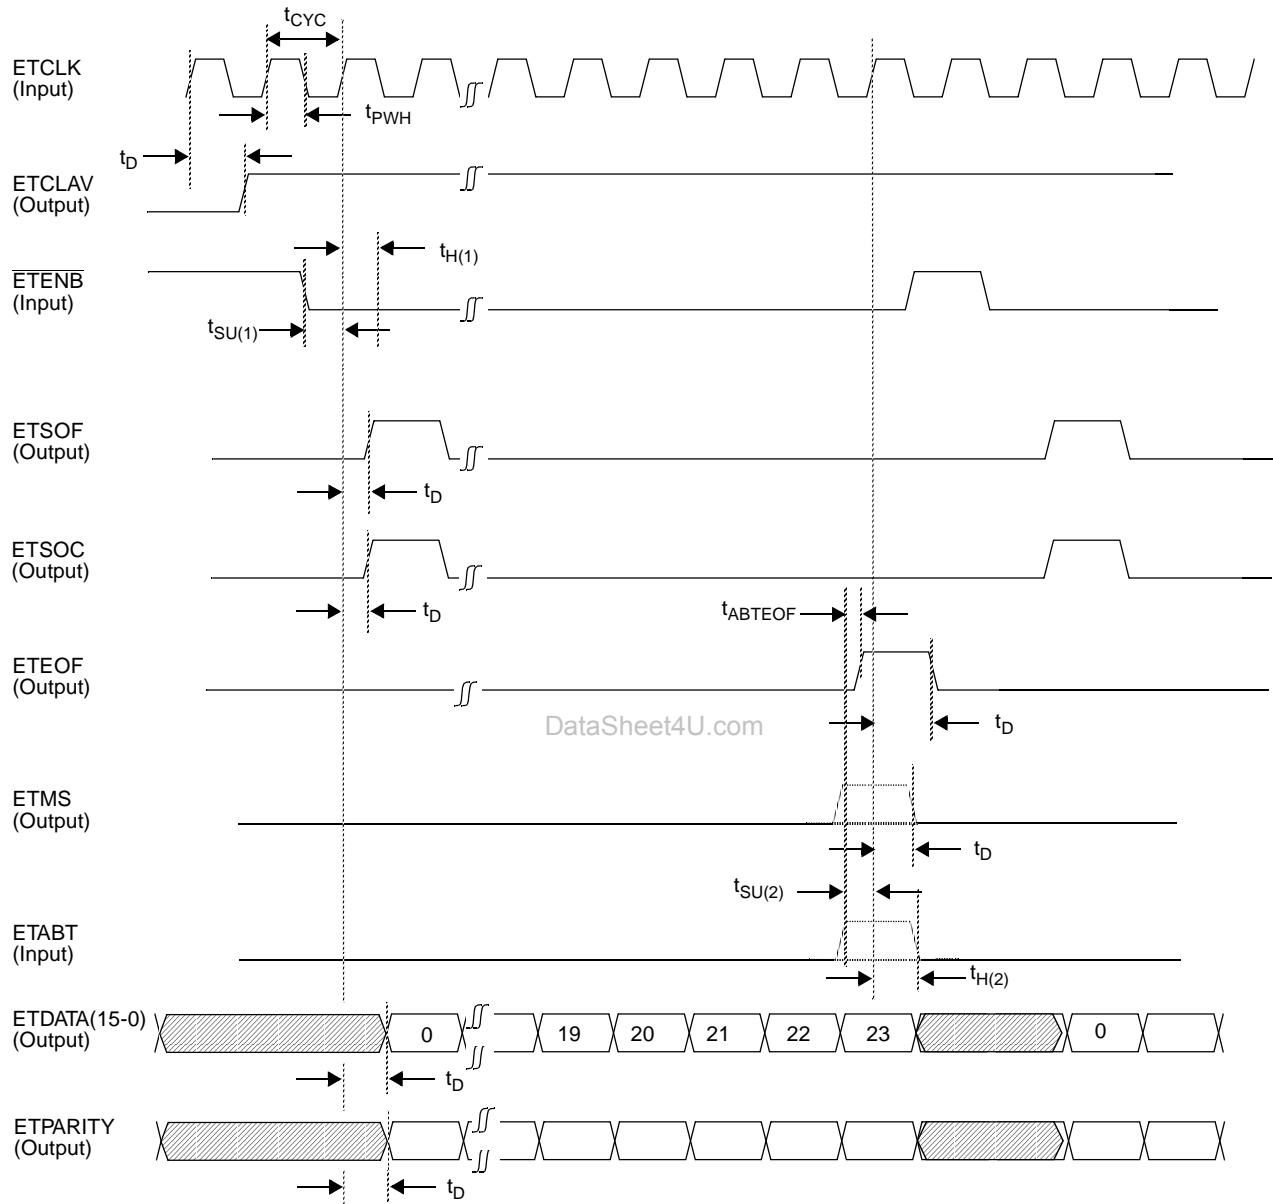 tCYC
ETCLK
(Input)
tPWH
tD
ETCLAV
(Output)
tH(1)
ETENB
(Input)
tSU(1)
ETSOF
(Output)
tD
ETSOC
(Output)
tD
tABTEOF
ETEOF
(Output)
DataSheet4U.com
tD
ETMS
(Output)
tD
tSU(2)
ETABT
(Input)
tH(2)
ETDATA(15-0)
(Output)
0 19 20 21 22 23 0
tD
ETPARITY
(Output)
tD